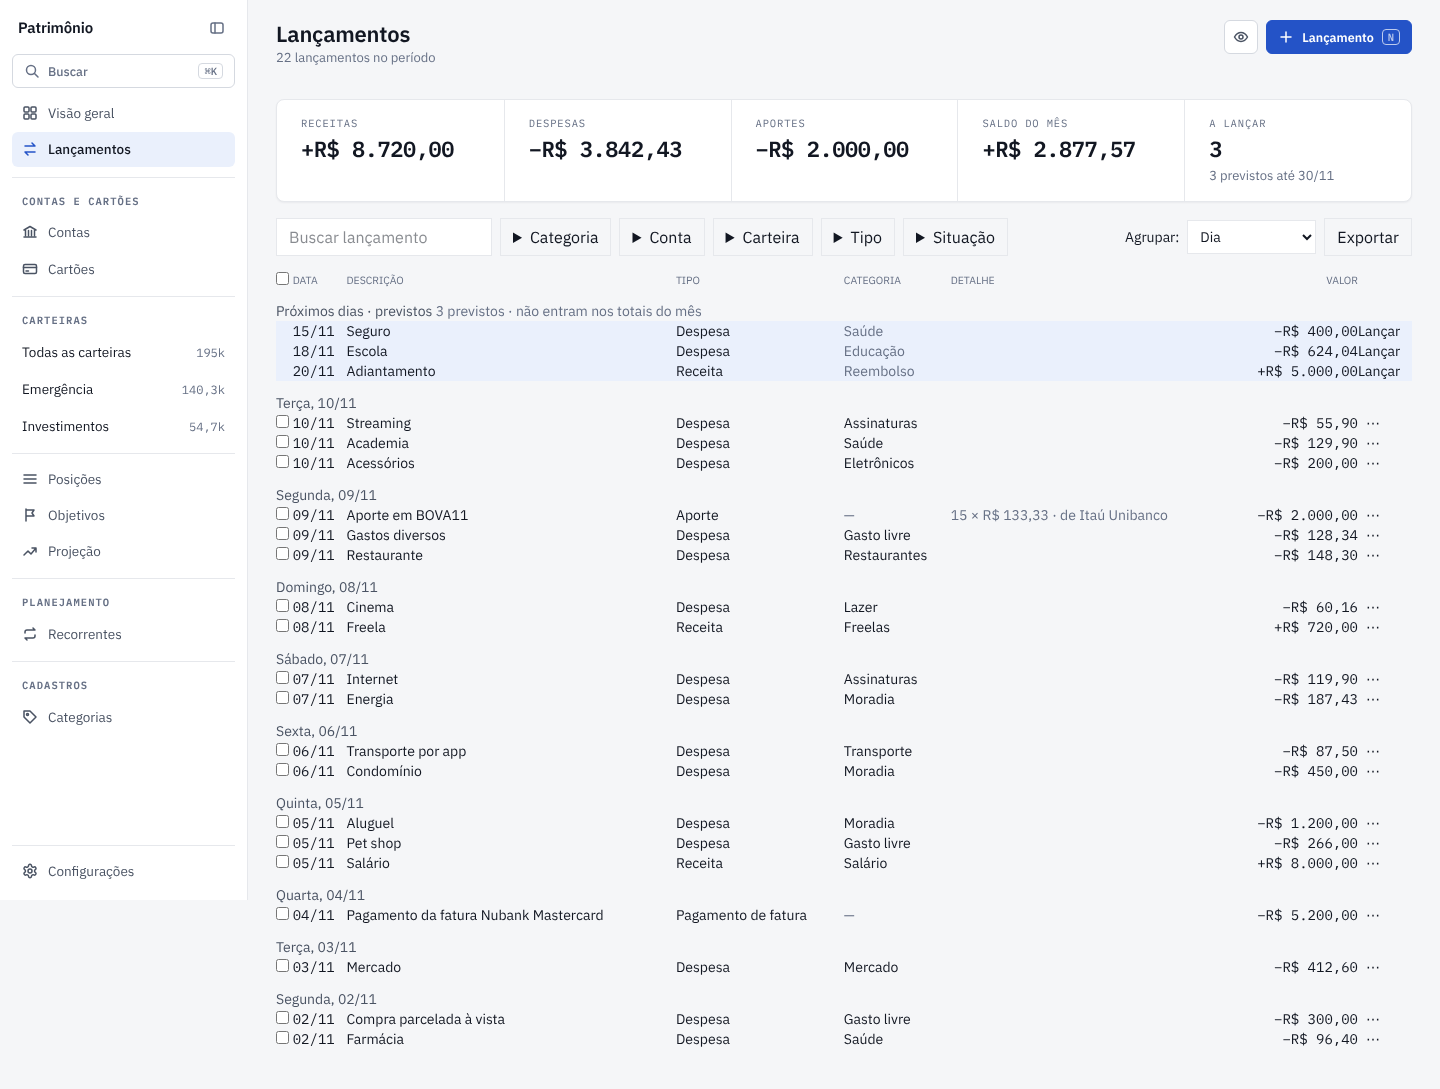 Patrimônio
Buscar ⌘K
Visão geral
Lançamentos
CONTAS E CARTÕES
Contas
Cartões
CARTEIRAS
Todas as carteiras 195k
Emergência 140,3k
Investimentos 54,7k
Posições
Objetivos
Projeção
PLANEJAMENTO
Recorrentes
CADASTROS
Categorias
Configurações
Lançamentos
22 lançamentos no período
+ Lançamento N
RECEITAS
+R$ 8.720,00
DESPESAS
−R$ 3.842,43
APORTES
−R$ 2.000,00
SALDO DO MÊS
+R$ 2.877,57
A LANÇAR
3
3 previstos até 30/11
Buscar lançamento ▶ Categoria ▶ Conta ▶ Carteira ▶ Tipo ▶ Situação Agrupar: Dia Exportar
DATA DESCRIÇÃO TIPO CATEGORIA DETALHE VALOR
Próximos dias · previstos 3 previstos · não entram nos totais do mês
15/11 Seguro Despesa Saúde −R$ 400,00Lançar
18/11 Escola Despesa Educação −R$ 624,04Lançar
20/11 Adiantamento Receita Reembolso +R$ 5.000,00Lançar
Terça, 10/11
10/11 Streaming Despesa Assinaturas −R$ 55,90 ⋯
10/11 Academia Despesa Saúde −R$ 129,90 ⋯
10/11 Acessórios Despesa Eletrônicos −R$ 200,00 ⋯
Segunda, 09/11
09/11 Aporte em BOVA11 Aporte — 15 × R$ 133,33 · de Itaú Unibanco −R$ 2.000,00 ⋯
09/11 Gastos diversos Despesa Gasto livre −R$ 128,34 ⋯
09/11 Restaurante Despesa Restaurantes −R$ 148,30 ⋯
Domingo, 08/11
08/11 Cinema Despesa Lazer −R$ 60,16 ⋯
08/11 Freela Receita Freelas +R$ 720,00 ⋯
Sábado, 07/11
07/11 Internet Despesa Assinaturas −R$ 119,90 ⋯
07/11 Energia Despesa Moradia −R$ 187,43 ⋯
Sexta, 06/11
06/11 Transporte por app Despesa Transporte −R$ 87,50 ⋯
06/11 Condomínio Despesa Moradia −R$ 450,00 ⋯
Quinta, 05/11
05/11 Aluguel Despesa Moradia −R$ 1.200,00 ⋯
05/11 Pet shop Despesa Gasto livre −R$ 266,00 ⋯
05/11 Salário Receita Salário +R$ 8.000,00 ⋯
Quarta, 04/11
04/11 Pagamento da fatura Nubank Mastercard Pagamento de fatura — −R$ 5.200,00 ⋯
Terça, 03/11
03/11 Mercado Despesa Mercado −R$ 412,60 ⋯
Segunda, 02/11
02/11 Compra parcelada à vista Despesa Gasto livre −R$ 300,00 ⋯
02/11 Farmácia Despesa Saúde −R$ 96,40 ⋯